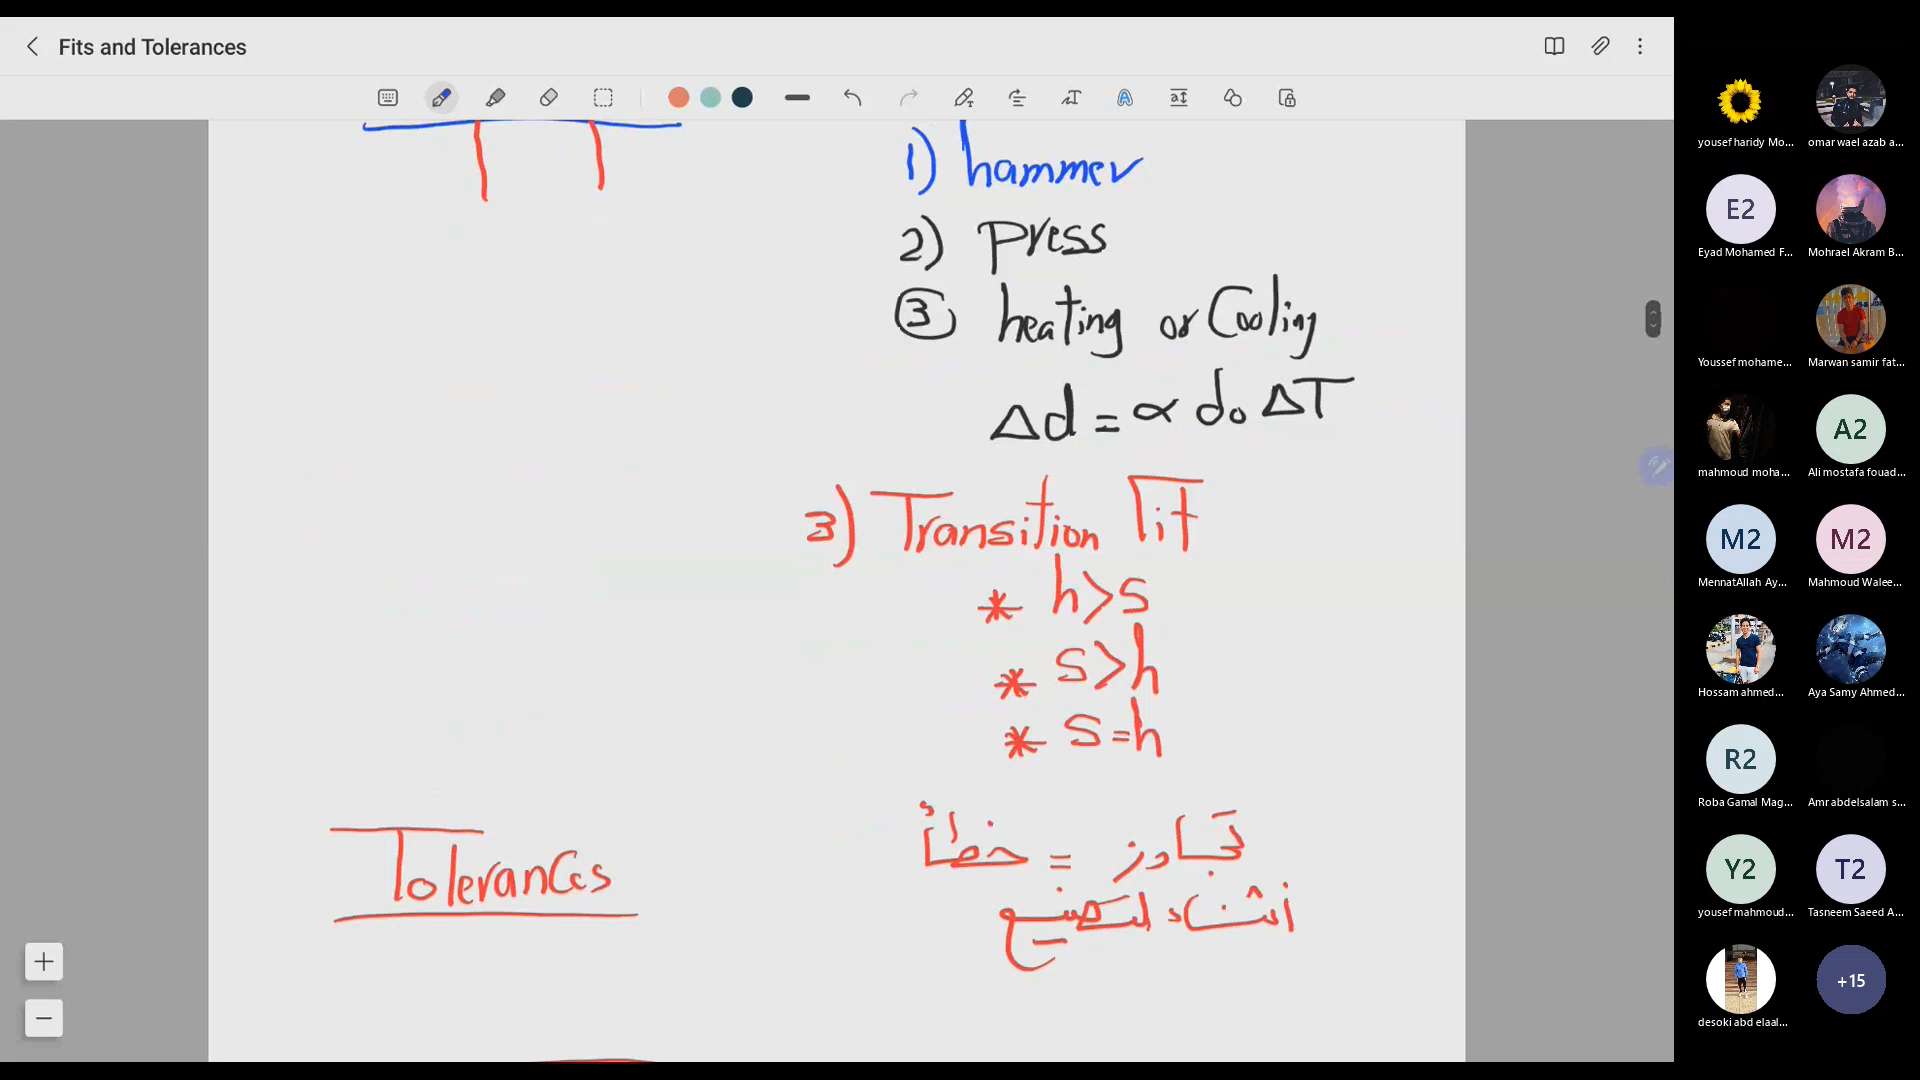 Fits and Tolerances
1) hammer
2) Press
3 heating or Cooling
Δd = α do ΔT
3) Transition Fit
* h>s
* s>h
* s=h
تجاوز = خطأ
أثناء التصنيع
Tolerances
yousef haridy Mo...
omar wael azab a...
E2
Eyad Mohamed F...
Mohrael Akram B...
Youssef mohame...
Marwan samir fat...
mahmoud moha...
A2
Ali mostafa fouad...
M2
MennatAllah Ay...
M2
Mahmoud Walee...
Hossam ahmed...
Aya Samy Ahmed...
R2
Roba Gamal Mag...
Amr abdelsalam s...
Y2
yousef mahmoud...
T2
Tasneem Saeed A...
desoki abd elaal...
+15